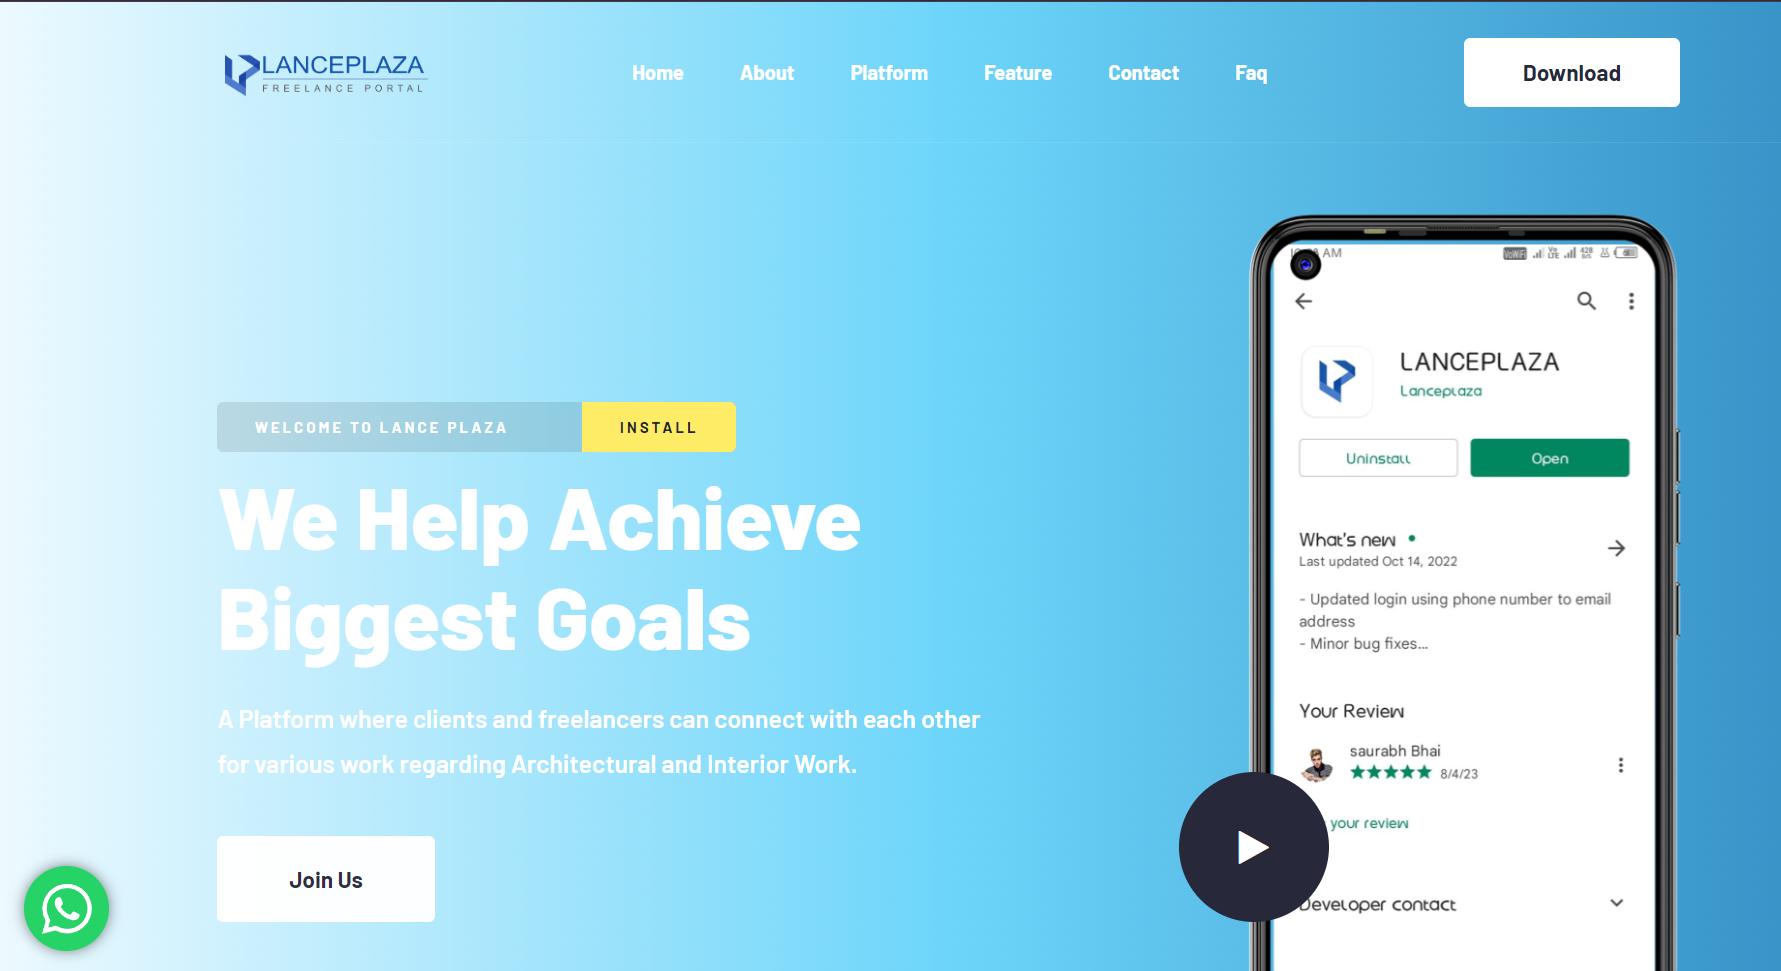 LANCEPLAZA
FREELANCE PORTAL
Home About Platform Feature Contact Faq
Download
WELCOME TO LANCE PLAZA INSTALL
We Help Achieve
Biggest Goals
A Platform where clients and freelancers can connect with each other
for various work regarding Architectural and Interior Work.
Join Us
AM
VoWiFi
LANCEPLAZA
Lanceplaza
Uninstall Open
What's new
Last updated Oct 14, 2022
- Updated login using phone number to email
address
- Minor bug fixes...
Your Review
saurabh Bhai
8/4/23
your review
Developer contact